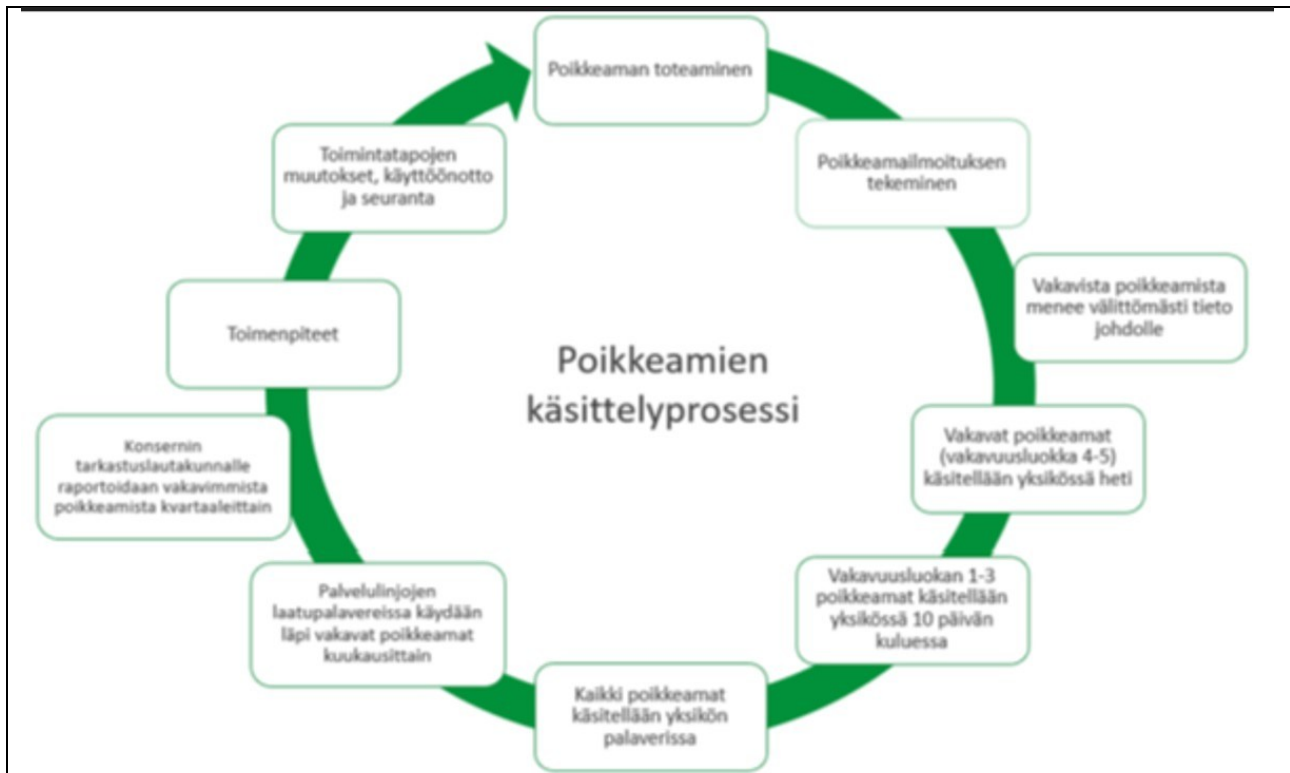 Poikkeaman toteaminen
Poikkeamailmoituksen
tekeminen
Vakavista poikkeamista
menee välittömästi tieto
johdolle
Vakavat poikkeamat
(vakavuusluokka 4-5)
käsitellään yksikössä heti
Vakavuusluokan 1-3
poikkeamat käsitellään
yksikössä 10 päivän
kuluessa
Kaikki poikkeamat
käsitellään yksikön
palaverissa
Palvelulinjojen
laatupalavereissa käydään
läpi vakavat poikkeamat
kuukausittain
Konsernin
tarkastuslautakunnalle
raportoidaan vakavimmista
poikkeamista kvartaaleittain
Toimenpiteet
Toimintatapojen
muutokset, käyttöönotto
ja seuranta
Poikkeamien
käsittelyprosessi